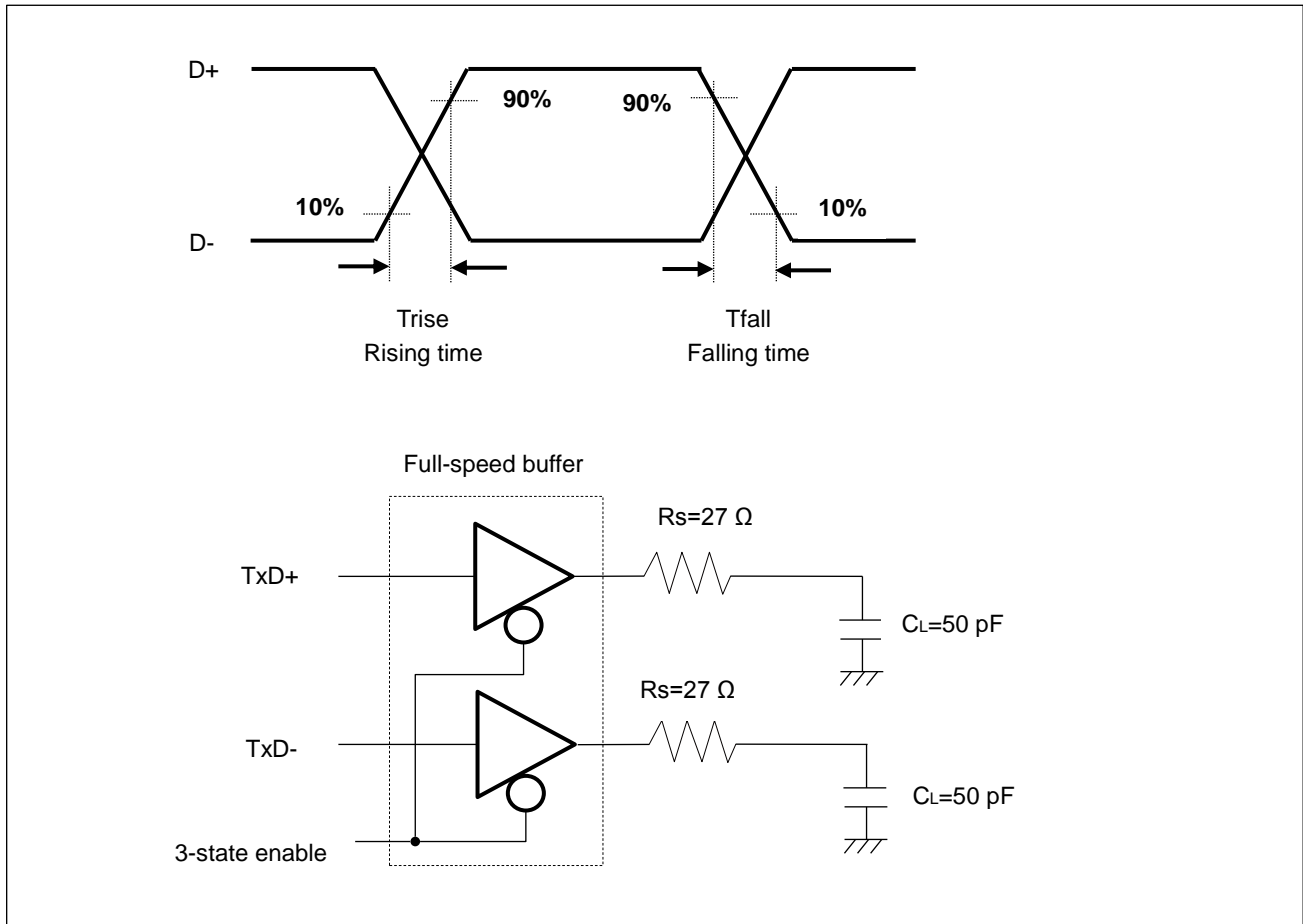 D+
90%
90%
10%
10%
D-
Trise
Rising time
Tfall
Falling time
Full-speed buffer
Rs=27 Ω
TxD+
CL=50 pF
Rs=27 Ω
TxD-
CL=50 pF
3-state enable